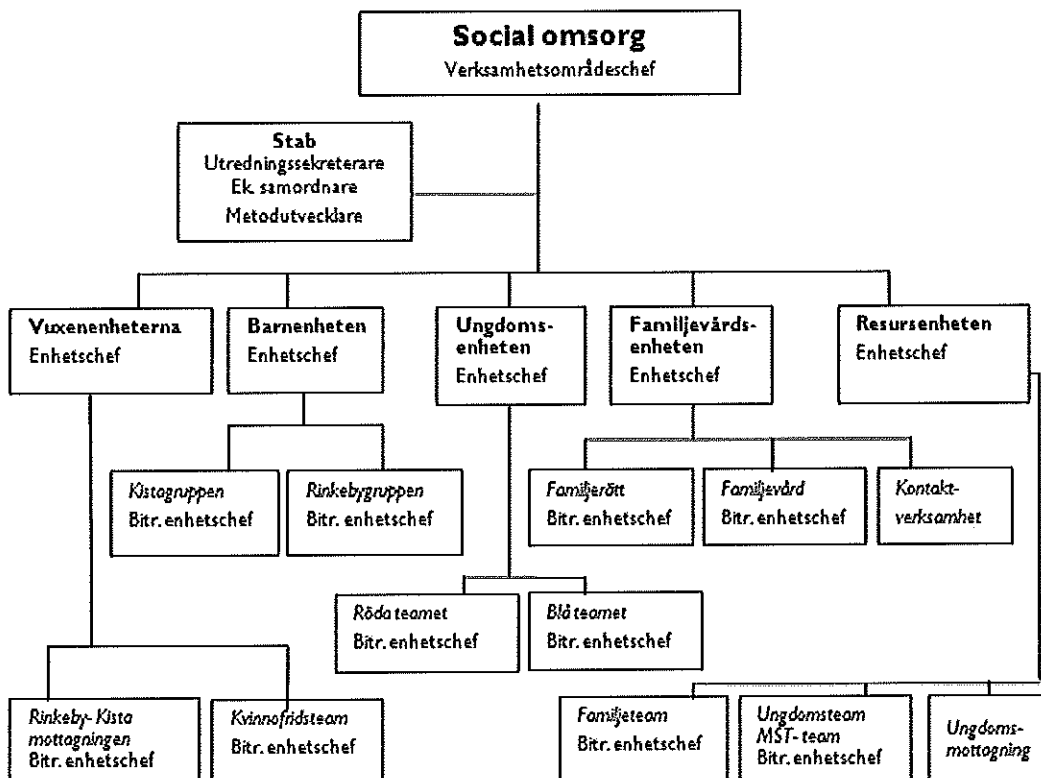 Social omsorg
Verksamhetsområdeschef
Stab
Utredningssekreterare
Ek. samordnare
Metodutvecklare
Vuxenenheterna
Enhetschef
Barnenheten
Enhetschef
Ungdoms-
enheten
Enhetschef
Familjevårds-
enheten
Enhetschef
Resursenheten
Enhetschef
Kistagruppen
Bitr. enhetschef
Rinkebygruppen
Bitr. enhetschef
Familjerätt
Bitr. enhetschef
Familjevård
Bitr. enhetschef
Kontakt-
verksamhet
Röda teamet
Bitr. enhetschef
Blå teamet
Bitr. enhetschef
Rinkeby-Kista
mottagningen
Bitr. enhetschef
Kvinnofridsteam
Bitr. enhetschef
Familjeteam
Bitr. enhetschef
Ungdomsteam
MST-team
Bitr. enhetschef
Ungdoms-
mottagning